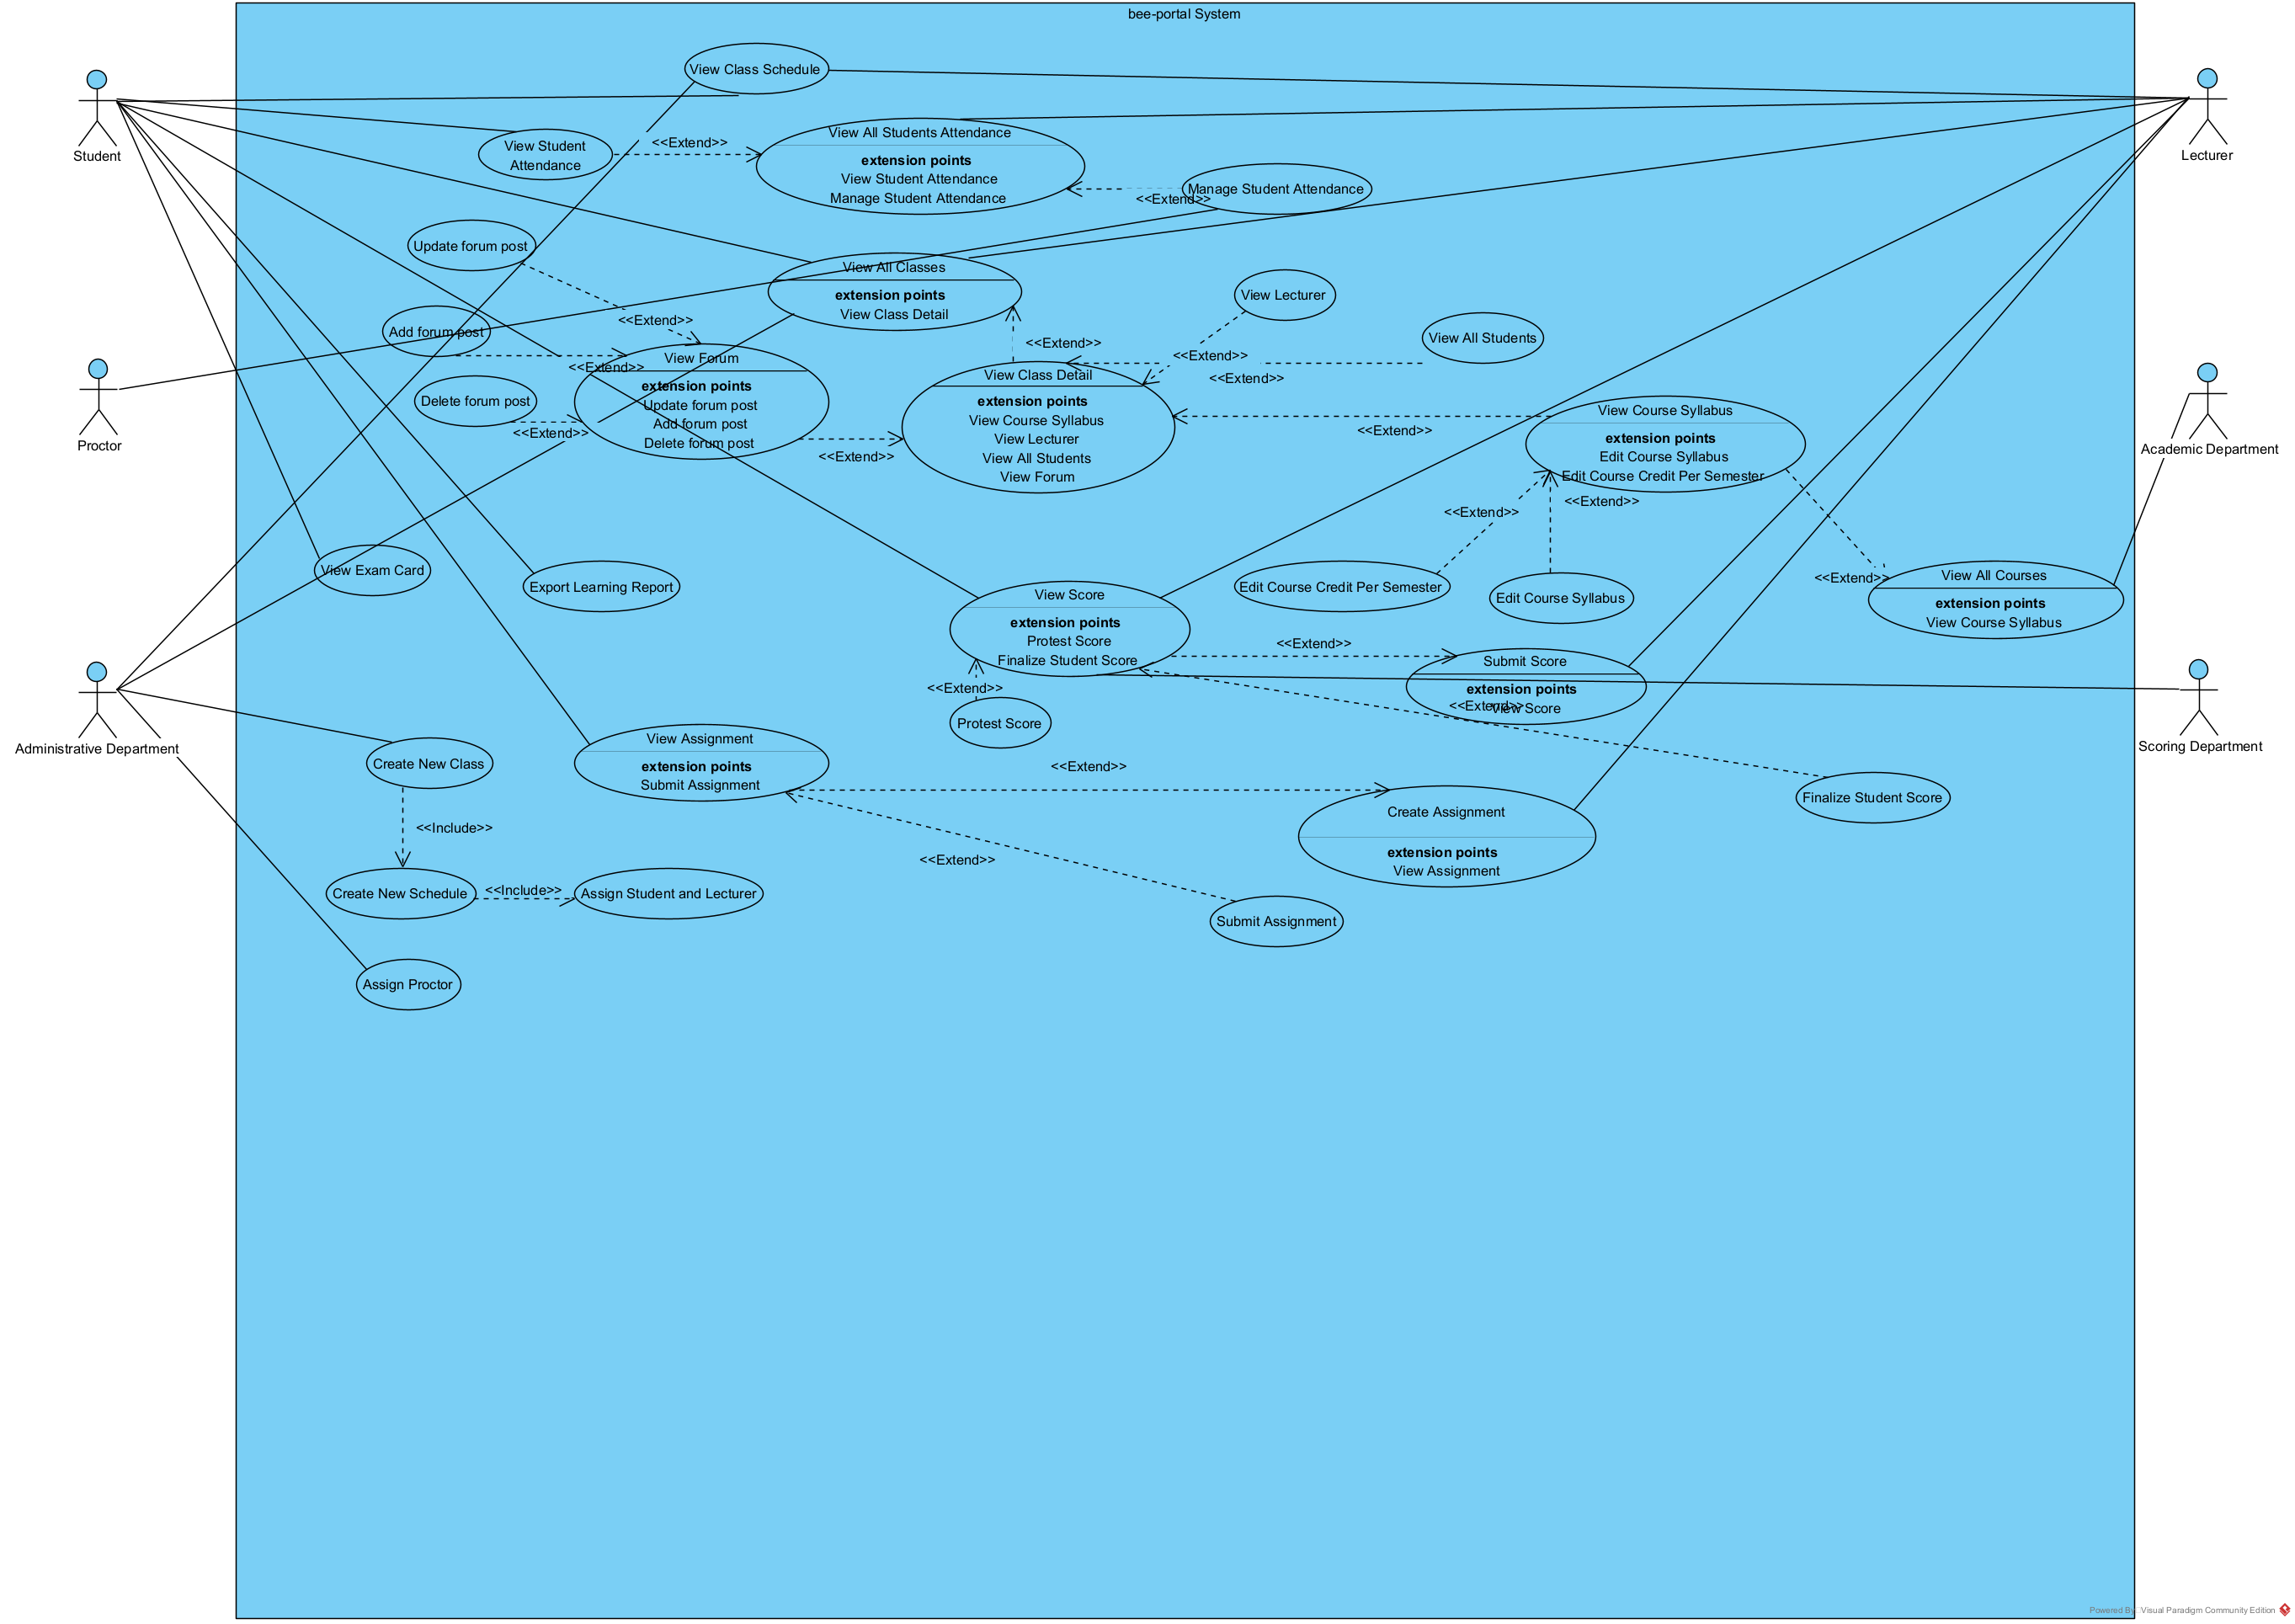 bee-portal System
View Class Schedule
Student
Lecturer
View Student
Attendance
<<Extend>>
View All Students Attendance
extension points
View Student Attendance
Manage Student Attendance
Manage Student Attendance
<<Extend>>
Update forum post
View All Classes
extension points
View Class Detail
View Lecturer
<<Extend>>
Add forum post
View All Students
<<Extend>>
<<Extend>>
<<Extend>>
<<Extend>>
View Forum
extension points
Update forum post
Add forum post
Delete forum post
View Class Detail
extension points
View Course Syllabus
View Lecturer
View All Students
View Forum
Delete forum post
<<Extend>>
<<Extend>>
<<Extend>>
View Course Syllabus
extension points
Edit Course Syllabus
Edit Course Credit Per Semester
Proctor
Academic Department
<<Extend>>
<<Extend>>
View Exam Card
Export Learning Report
Edit Course Credit Per Semester
Edit Course Syllabus
<<Extend>>
View All Courses
extension points
View Course Syllabus
View Score
extension points
Protest Score
Finalize Student Score
<<Extend>>
Submit Score
extension points
View Score
<<Extend>>
<<Extend>>
Protest Score
Administrative Department
Scoring Department
Create New Class
View Assignment
extension points
Submit Assignment
<<Extend>>
Finalize Student Score
<<Include>>
Create Assignment
extension points
View Assignment
<<Extend>>
Create New Schedule
<<Include>>
Assign Student and Lecturer
Submit Assignment
Assign Proctor
Powered By Visual Paradigm Community Edition